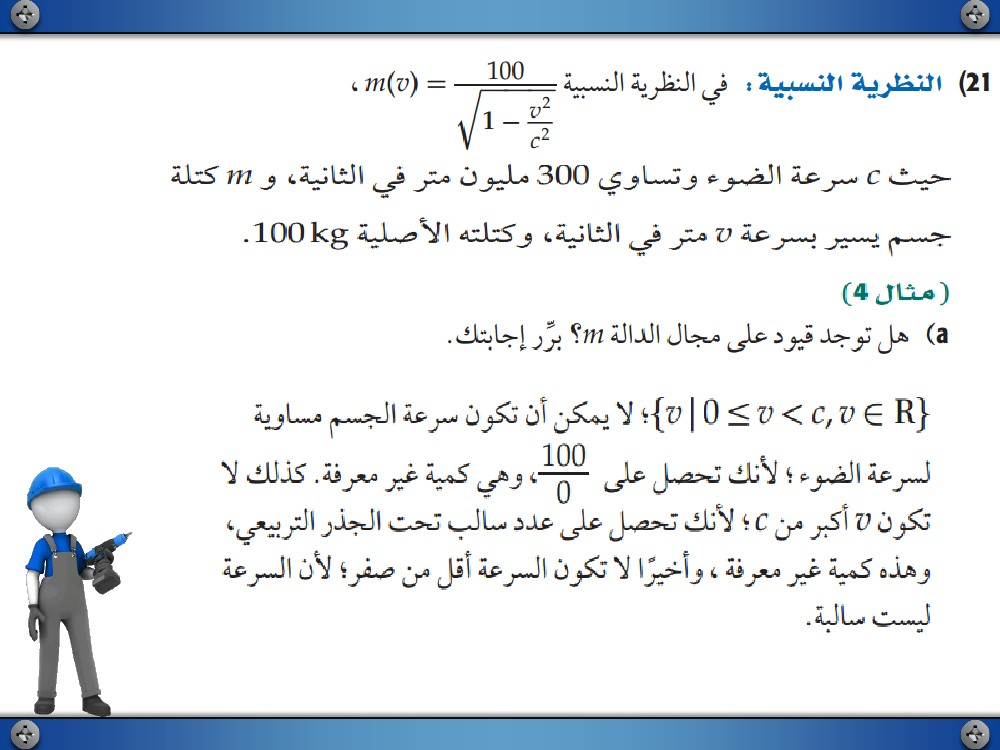 21) النظرية النسبية: في النظرية النسبية m(v) = \frac{100}{\sqrt{1 - \frac{v^2}{c^2}}} ،
حيث c سرعة الضوء وتساوي 300 مليون متر في الثانية، و m كتلة
جسم يسير بسرعة v متر في الثانية، وكتلته الأصلية 100 kg.
(مثال 4)
a) هل توجد قيود على مجال الدالة m؟ برِّر إجابتك.
{v | 0 ≤ v < c, v ∈ R}؛ لا يمكن أن تكون سرعة الجسم مساوية
لسرعة الضوء؛ لأنك تحصل على \frac{100}{0}، وهي كمية غير معرفة. كذلك لا
تكون v أكبر من c؛ لأنك تحصل على عدد سالب تحت الجذر التربيعي،
وهذه كمية غير معرفة، وأخيرًا لا تكون السرعة أقل من صفر؛ لأن السرعة
ليست سالبة.